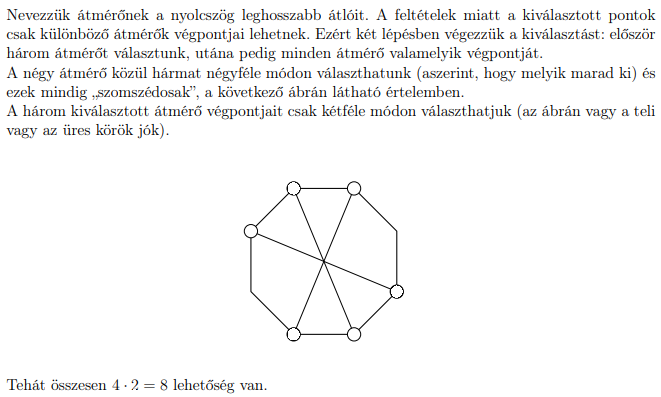 Nevezzük átmérőnek a nyolcszög leghosszabb átlóit. A feltételek miatt a kiválasztott pontok
csak különböző átmérők végpontjai lehetnek. Ezért két lépésben végezzük a kiválasztást: először
három átmérőt választunk, utána pedig minden átmérő valamelyik végpontját.
A négy átmérő közül hármat négyféle módon választhatunk (aszerint, hogy melyik marad ki) és
ezek mindig „szomszédosak”, a következő ábrán látható értelemben.
A három kiválasztott átmérő végpontjait csak kétféle módon választhatjuk (az ábrán vagy a teli
vagy az üres körök jók).
Tehát összesen 4 · 2 = 8 lehetőség van.